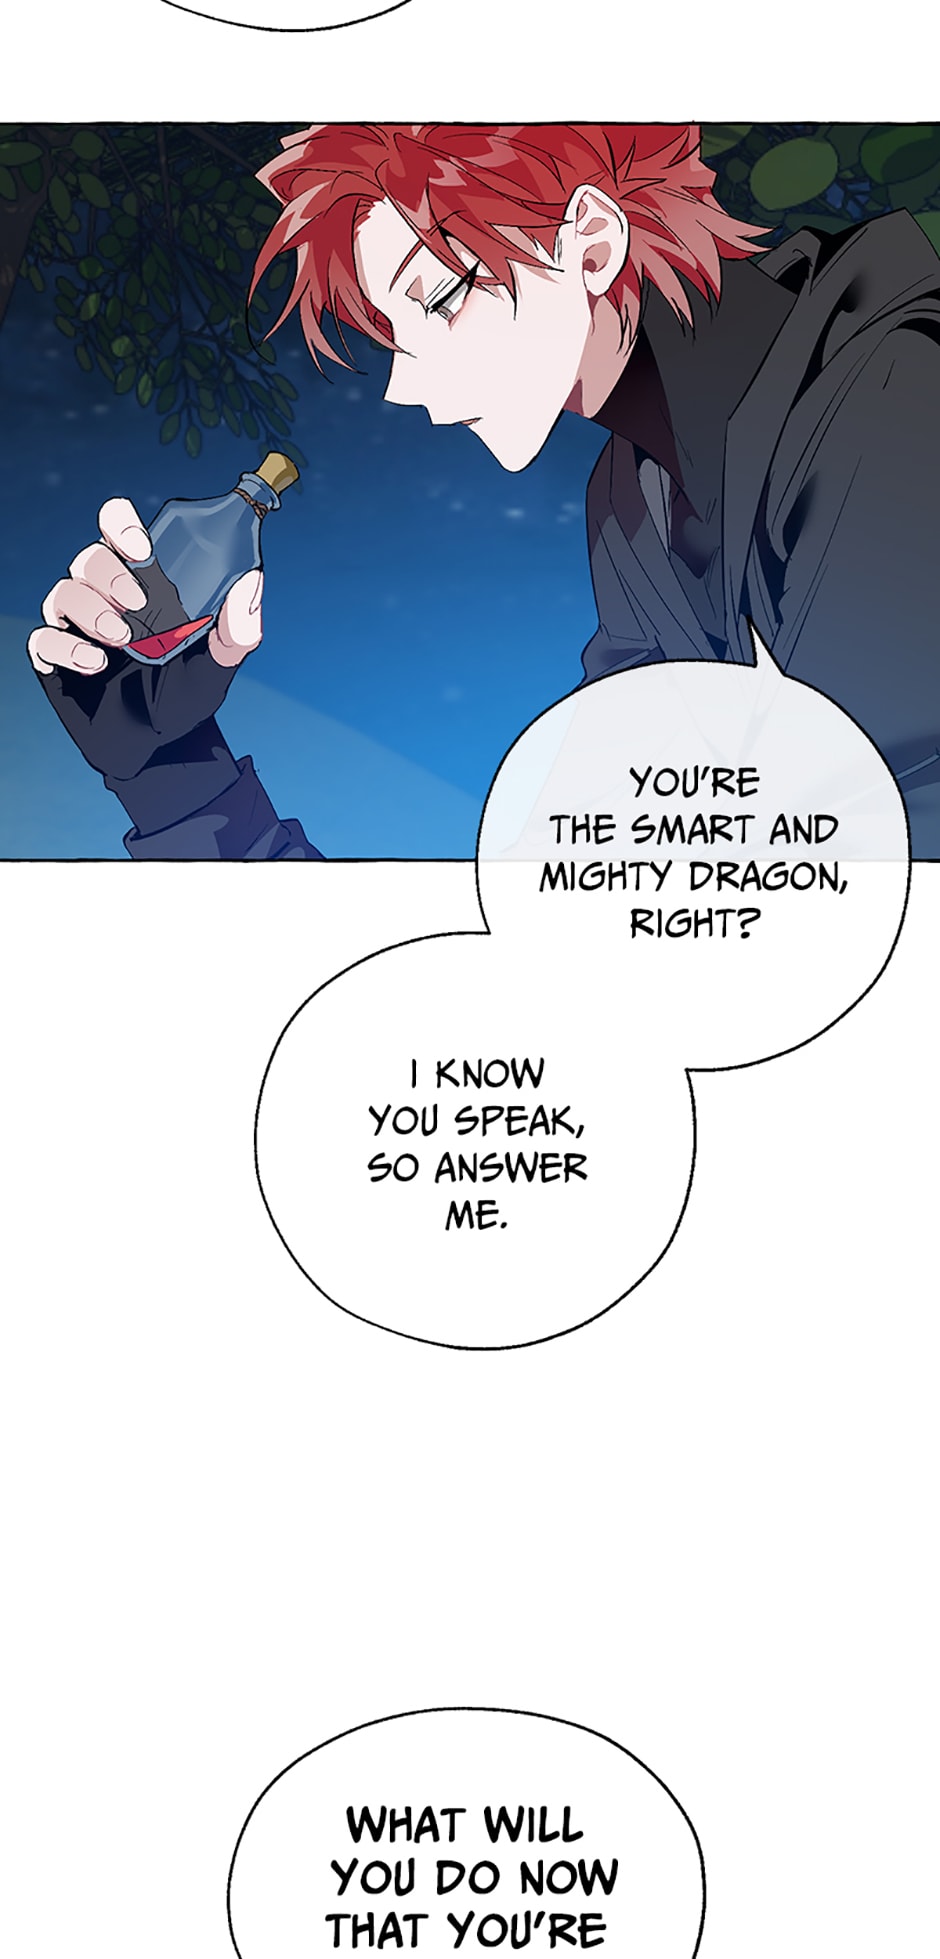 YOU'RE
THE SMART AND
MIGHTY DRAGON,
RIGHT?
I KNOW
YOU SPEAK,
SO ANSWER
ME.
WHAT WILL
YOU DO NOW
THAT YOU'RE